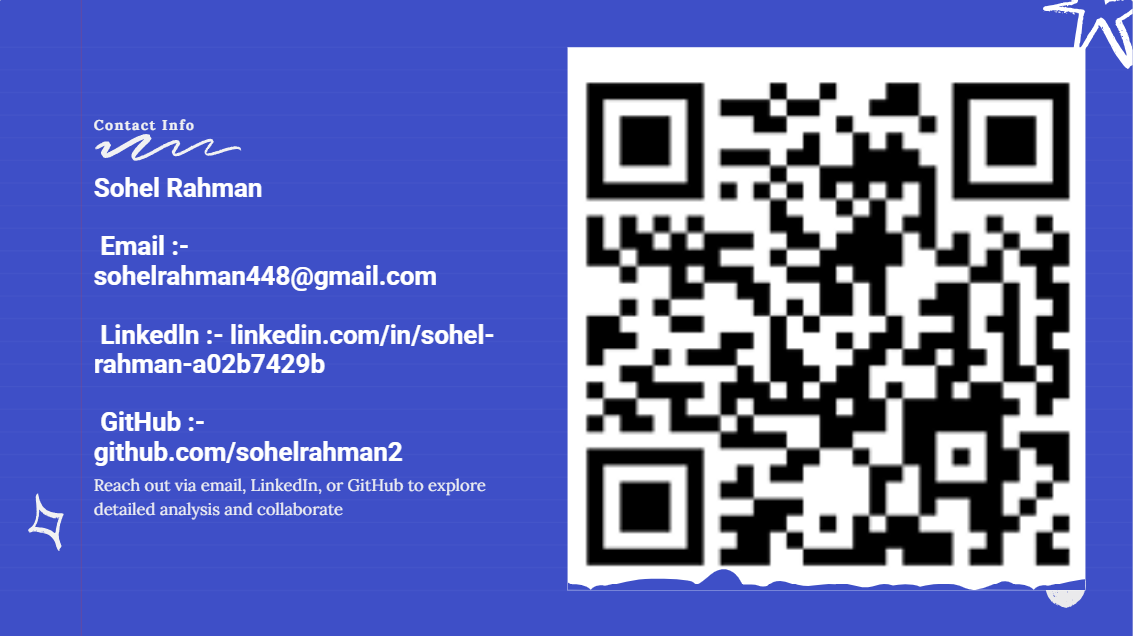 Contact Info
Sohel Rahman
Email :-
sohelrahman448@gmail.com
LinkedIn :- linkedin.com/in/sohel-
rahman-a02b7429b
GitHub :-
github.com/sohelrahman2
Reach out via email, LinkedIn, or GitHub to explore
detailed analysis and collaborate